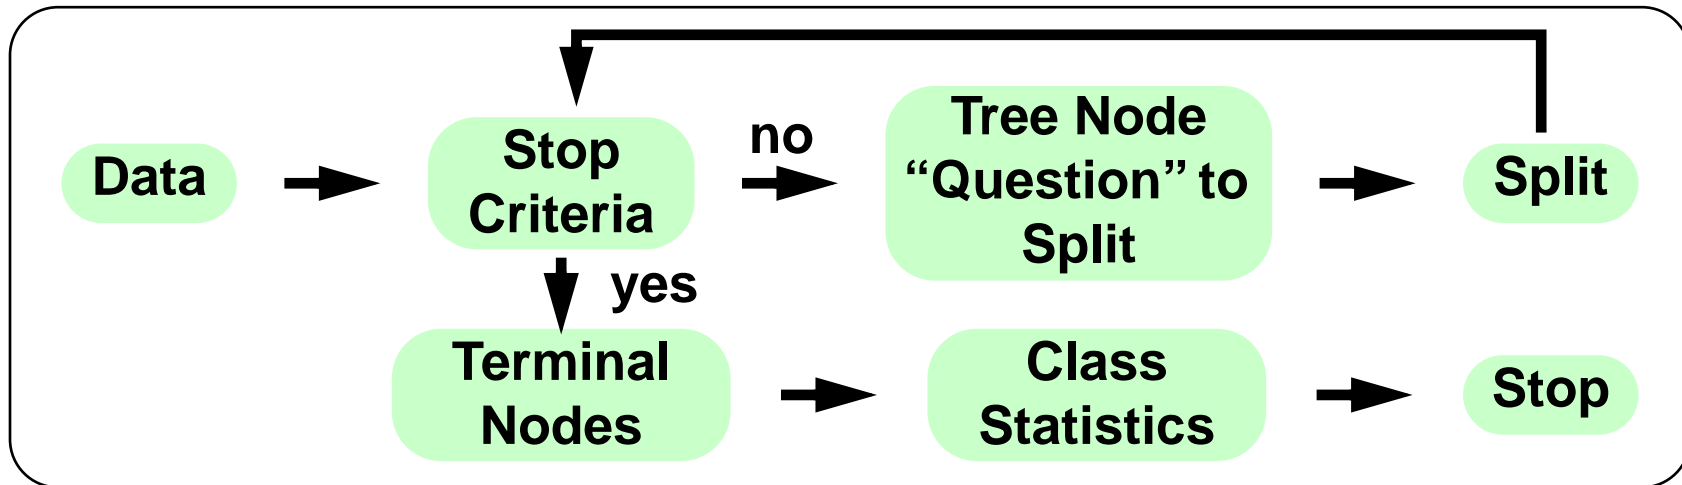 Data
Stop
Criteria
no
Tree Node
“Question” to
Split
Split
yes
Terminal
Nodes
Class
Statistics
Stop